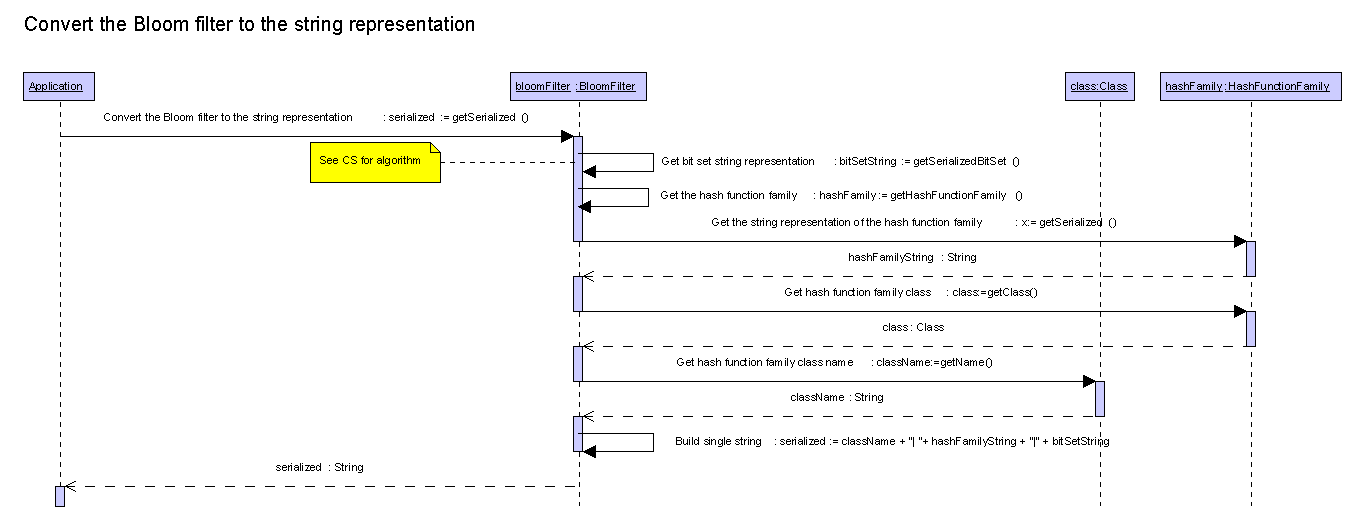 Convert the Bloom filter to the string representation
Application
bloomFilter :BloomFilter
class:Class
hashFamily:HashFunctionFamily
Convert the Bloom filter to the string representation : serialized := getSerialized ()
See CS for algorithm
Get bit set string representation : bitSetString := getSerializedBitSet ()
Get the hash function family : hashFamily := getHashFunctionFamily ()
Get the string representation of the hash function family : x:= getSerialized ()
hashFamilyString : String
Get hash function family class : class:=getClass()
class : Class
Get hash function family class name : className:=getName()
className : String
Build single string : serialized := className + "| "+ hashFamilyString + "|" + bitSetString
serialized : String